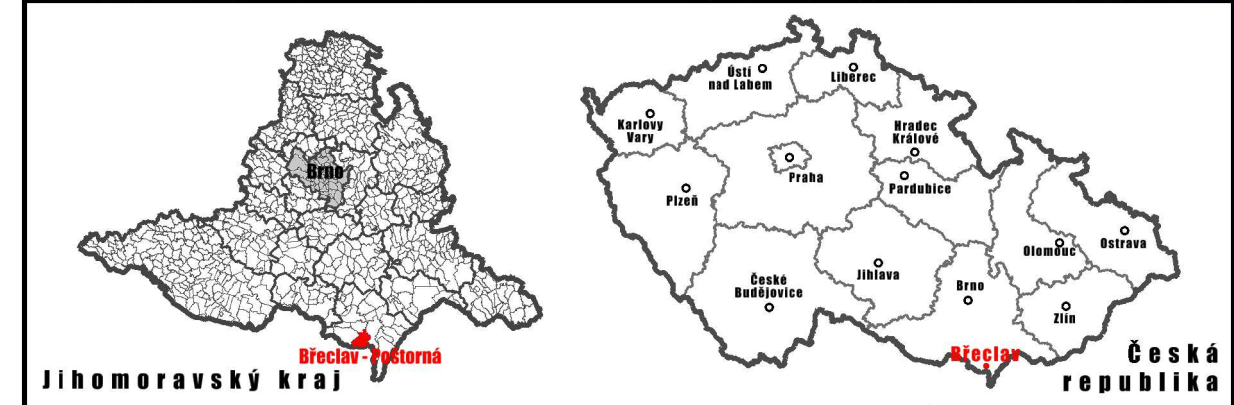 Brno
Břeclav - Poštorná
Jihomoravský kraj
Ústí
nad Labem
Liberec
Karlovy
Vary
Hradec
Králové
Praha
Pardubice
Plzeň
Olomouc
Ostrava
Jihlava
České
Budějovice
Brno
Zlín
Břeclav
Česká
republika